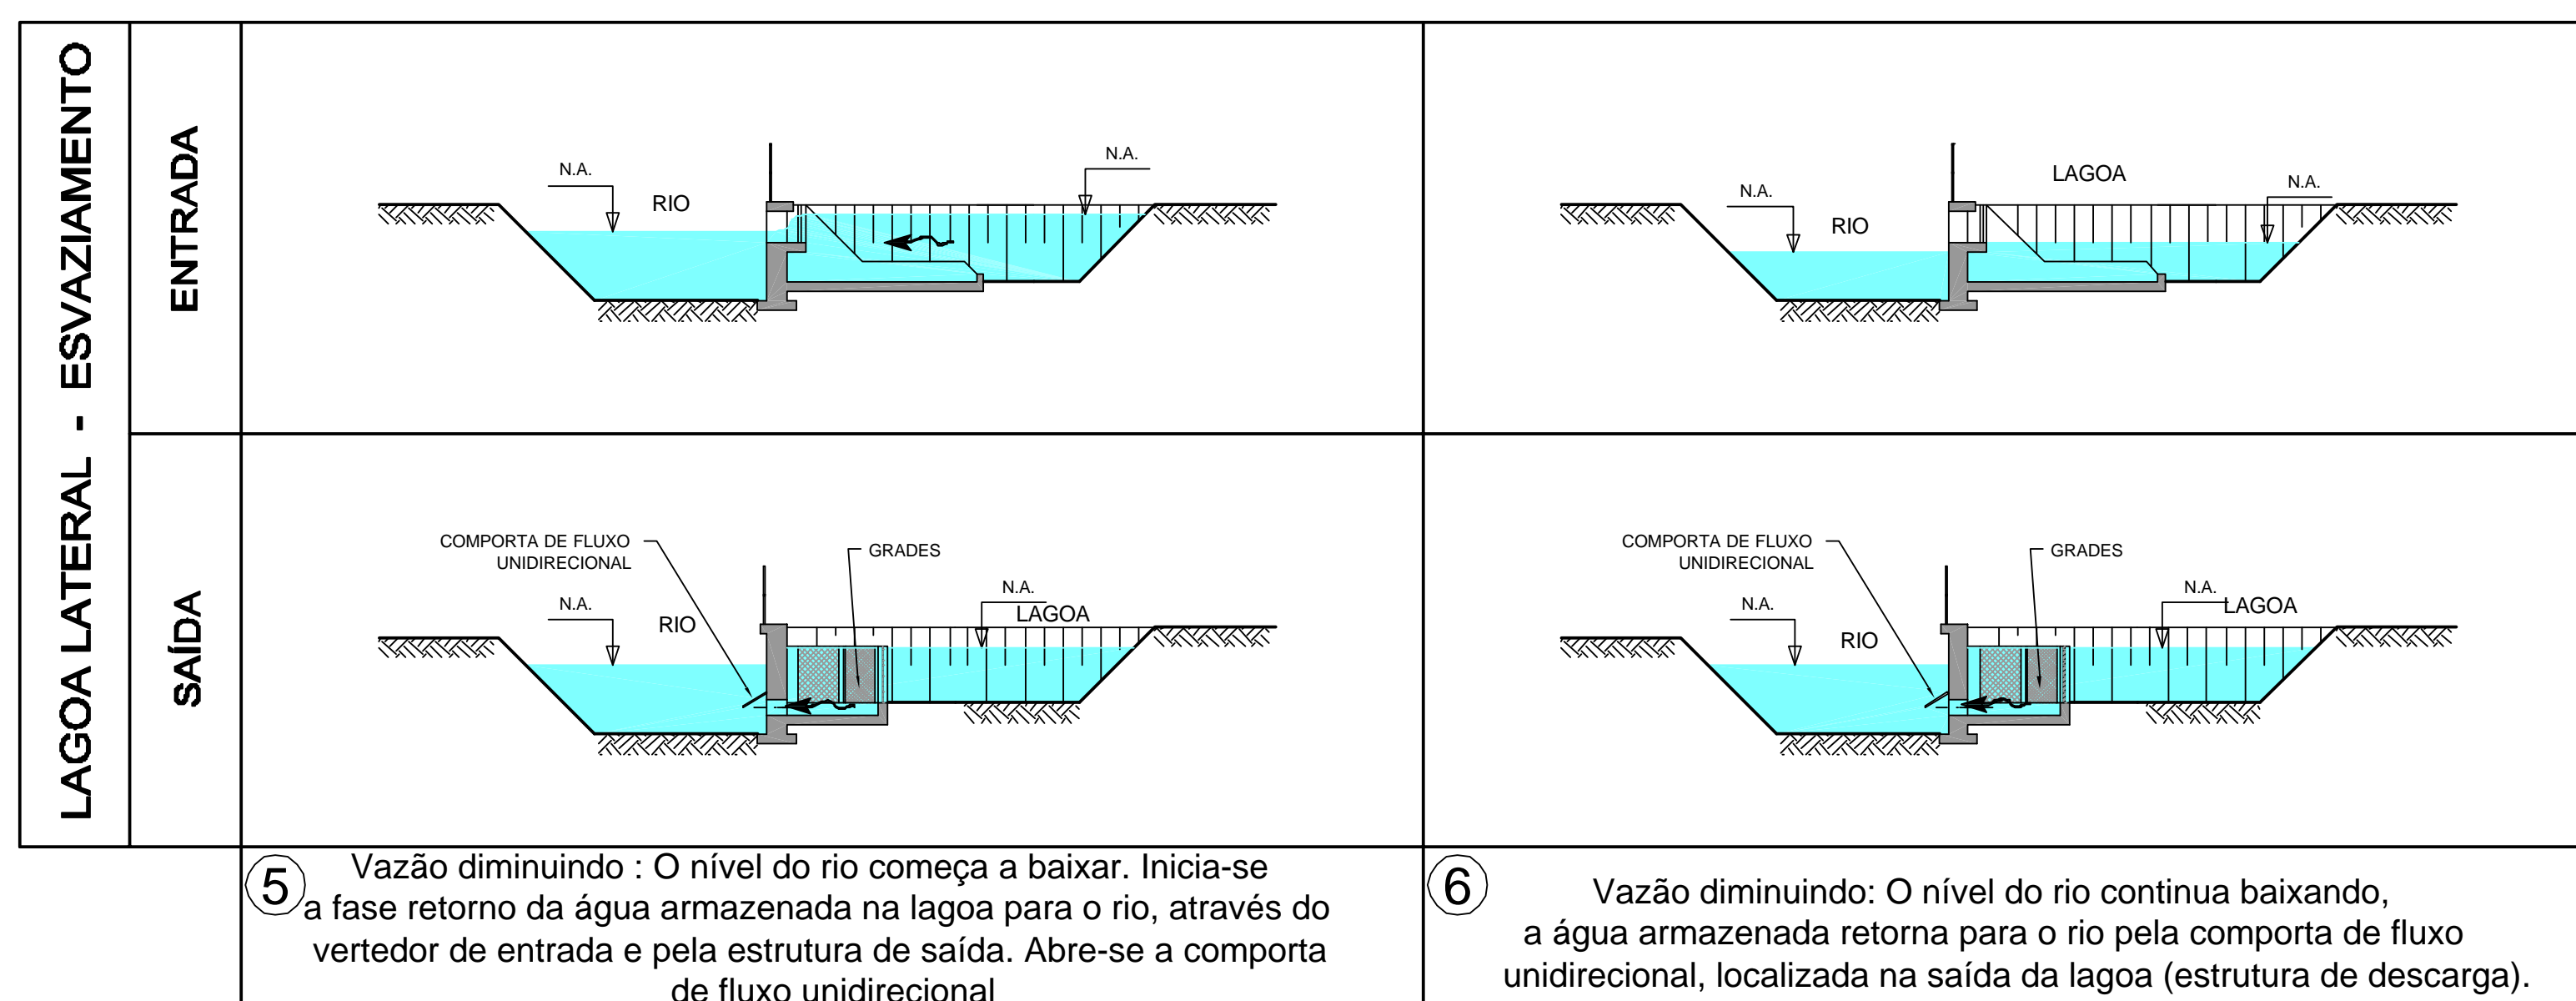 LAGOA LATERAL - ESVAZIAMENTO
ENTRADA
N.A.
RIO
N.A.
N.A.
RIO
LAGOA
N.A.
SAÍDA
COMPORTA DE FLUXO
UNIDIRECIONAL
GRADES
N.A.
RIO
N.A.
LAGOA
COMPORTA DE FLUXO
UNIDIRECIONAL
GRADES
N.A.
RIO
N.A.
LAGOA
5
Vazão diminuindo : O nível do rio começa a baixar. Inicia-se
a fase retorno da água armazenada na lagoa para o rio, através do
vertedor de entrada e pela estrutura de saída. Abre-se a comporta
de fluxo unidirecional
6
Vazão diminuindo: O nível do rio continua baixando,
a água armazenada retorna para o rio pela comporta de fluxo
unidirecional, localizada na saída da lagoa (estrutura de descarga).